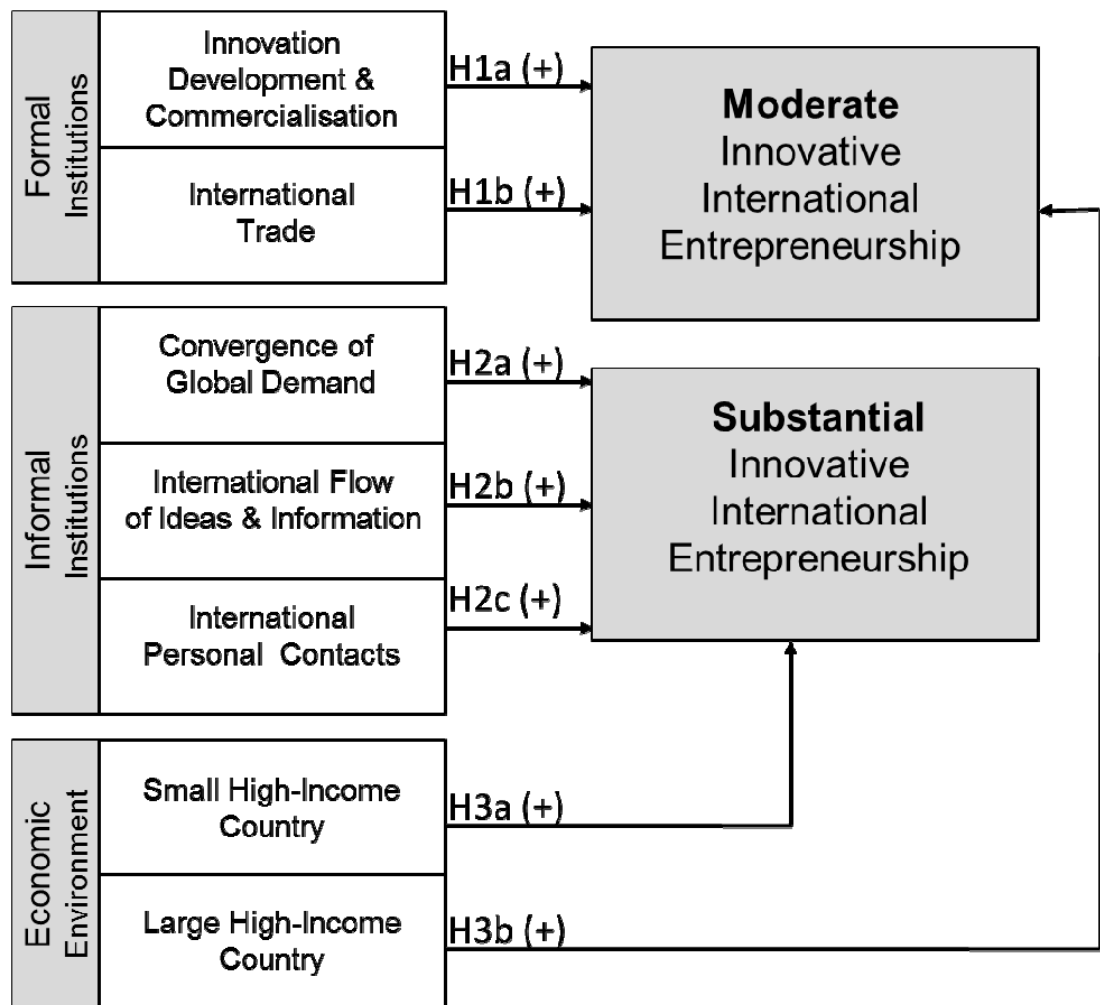 Formal
Institutions
Innovation
Development &
Commercialisation
H1a (+)
International
Trade
H1b (+)
Moderate
Innovative
International
Entrepreneurship
Informal
Institutions
Convergence of
Global Demand
H2a (+)
International Flow
of Ideas & Information
H2b (+)
International
Personal Contacts
H2c (+)
Substantial
Innovative
International
Entrepreneurship
Economic
Environment
Small High-Income
Country
H3a (+)
Large High-Income
Country
H3b (+)